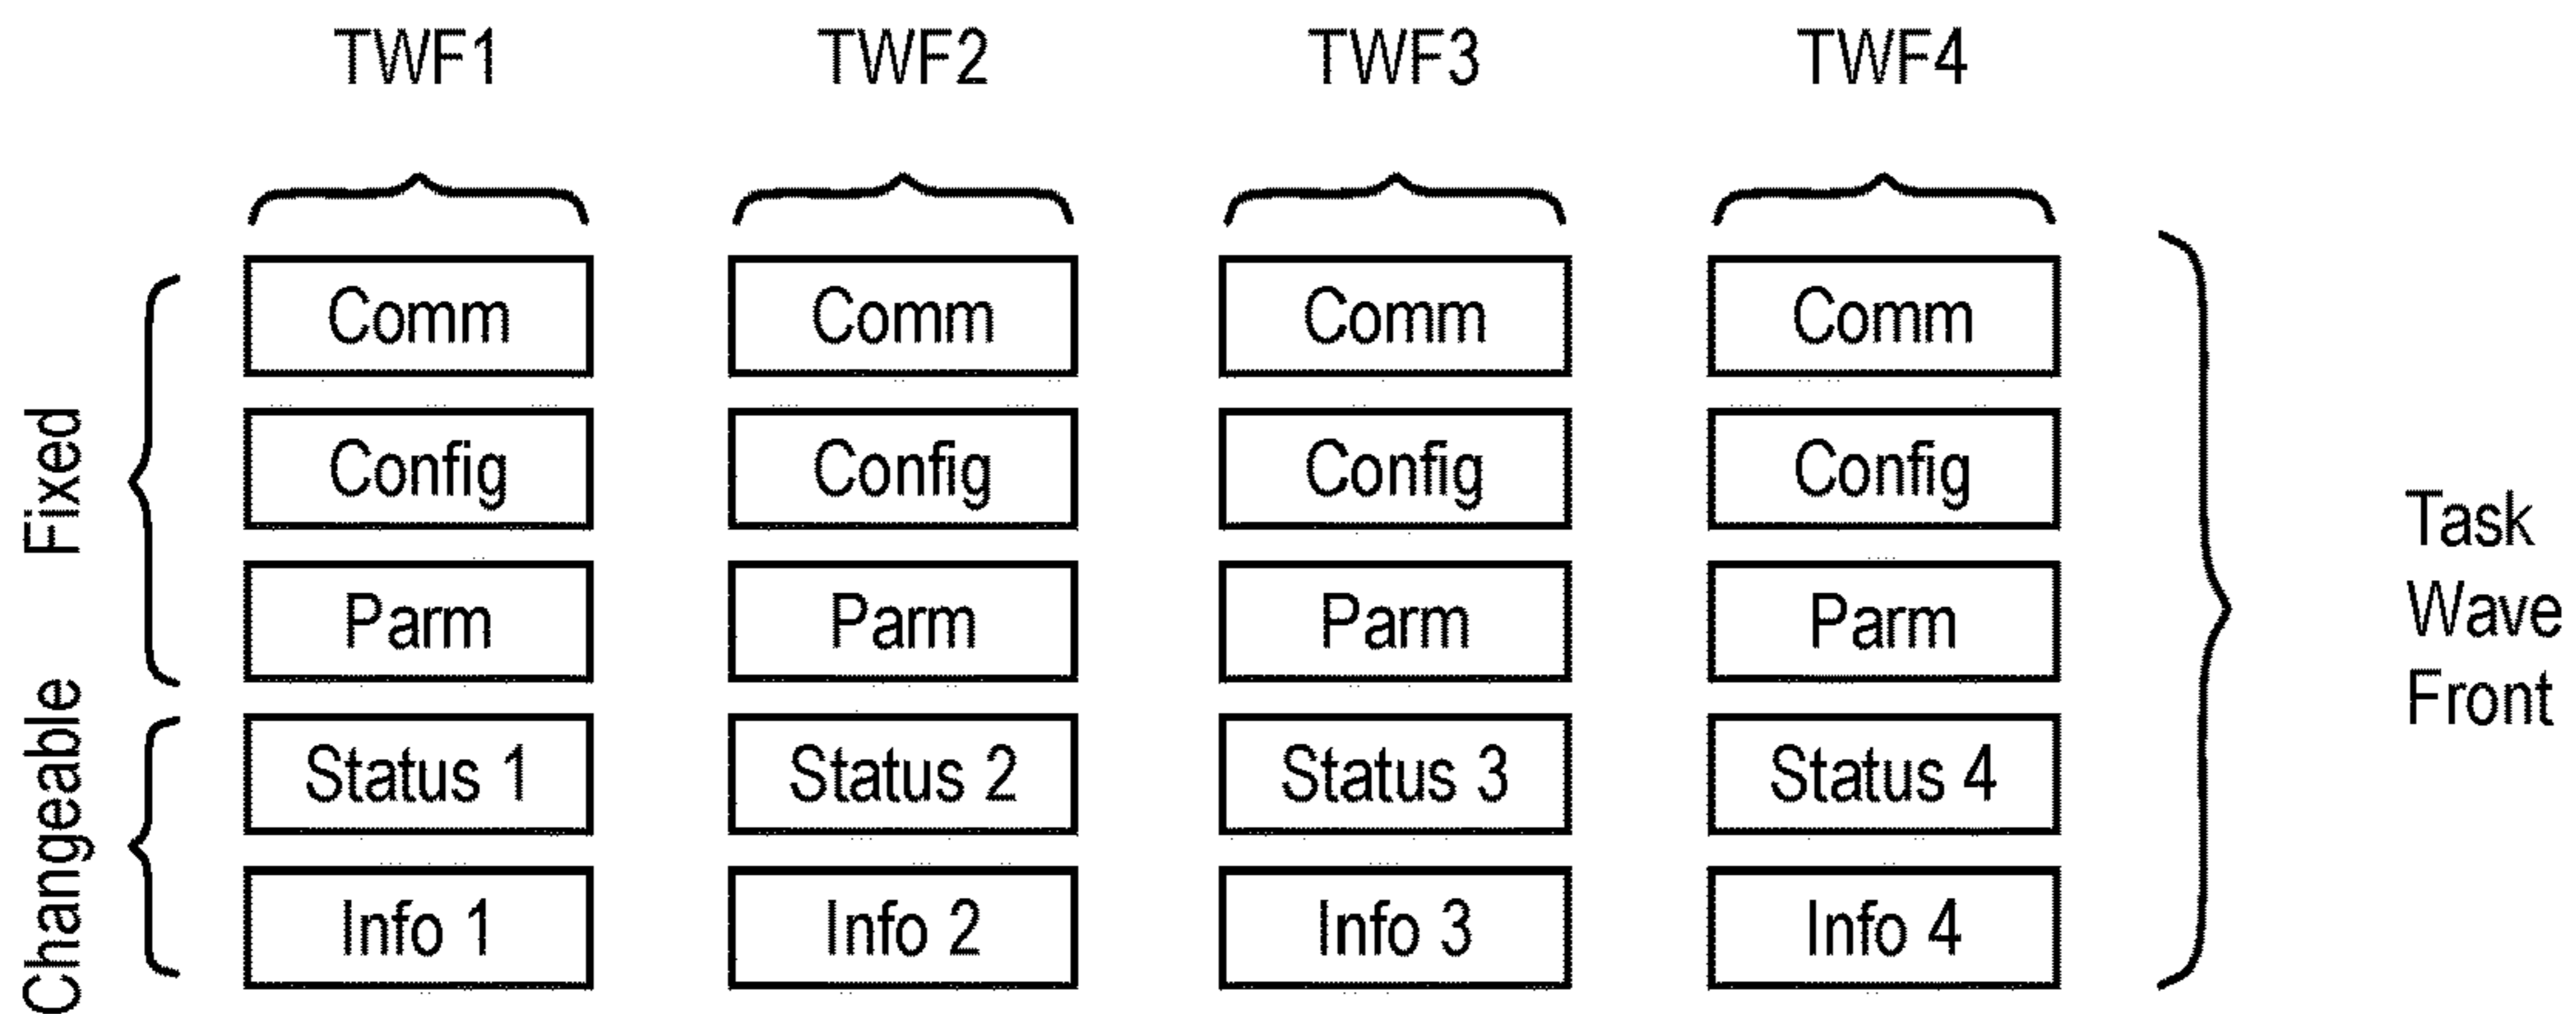 TWF1 TWF2 TWF3 TWF4
Fixed
Comm Comm Comm Comm
Config Config Config Config
Parm Parm Parm Parm
Changeable
Status 1 Status 2 Status 3 Status 4
Info 1 Info 2 Info 3 Info 4
Task
Wave
Front